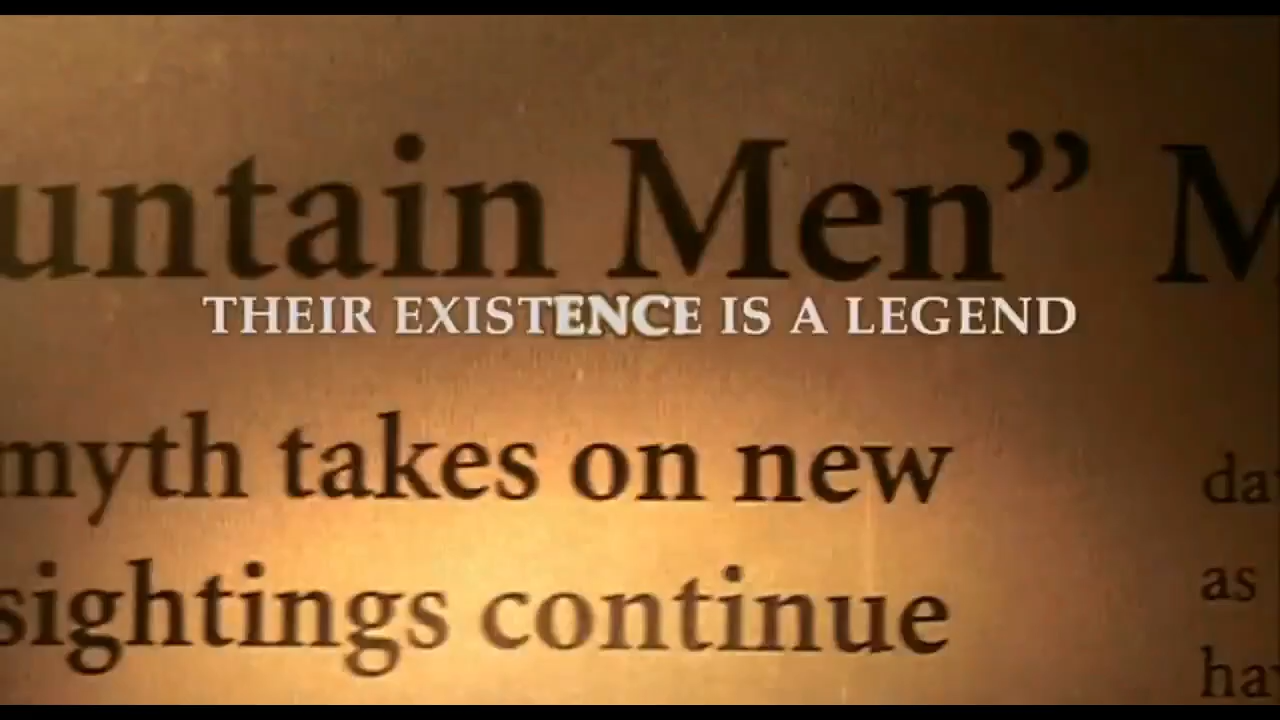 untain Men” M
THEIR EXISTENCE IS A LEGEND
myth takes on new
sightings continue
da
as
ha